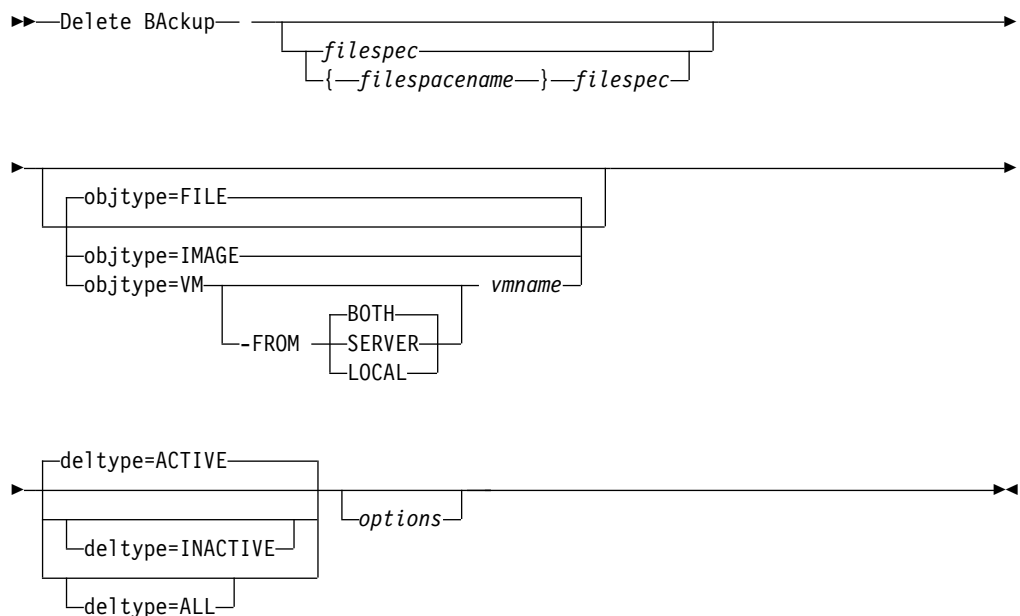 Delete BAckup
filespec
{ filespacename } filespec
objtype=FILE
objtype=IMAGE
objtype=VM vmname
BOTH
-FROM SERVER
LOCAL
deltype=ACTIVE
options
deltype=INACTIVE
deltype=ALL